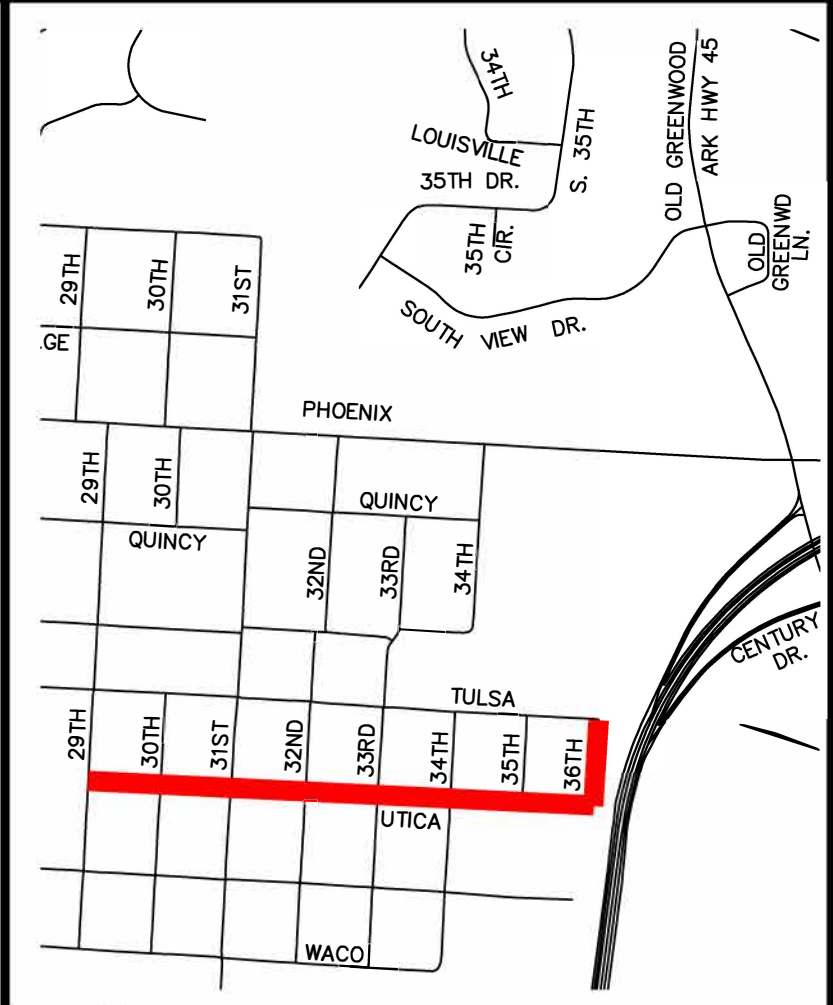 34TH
LOUISVILLE
35TH DR.
S. 35TH
OLD GREENWOOD
ARK HWY 45
35TH
CIR.
OLD
GREENWD
LN.
29TH
30TH
31ST
.GE
SOUTH VIEW DR.
PHOENIX
29TH
30TH
QUINCY
QUINCY
32ND
33RD
34TH
CENTURY
DR.
TULSA
29TH
30TH
31ST
32ND
33RD
34TH
35TH
36TH
UTICA
WACO